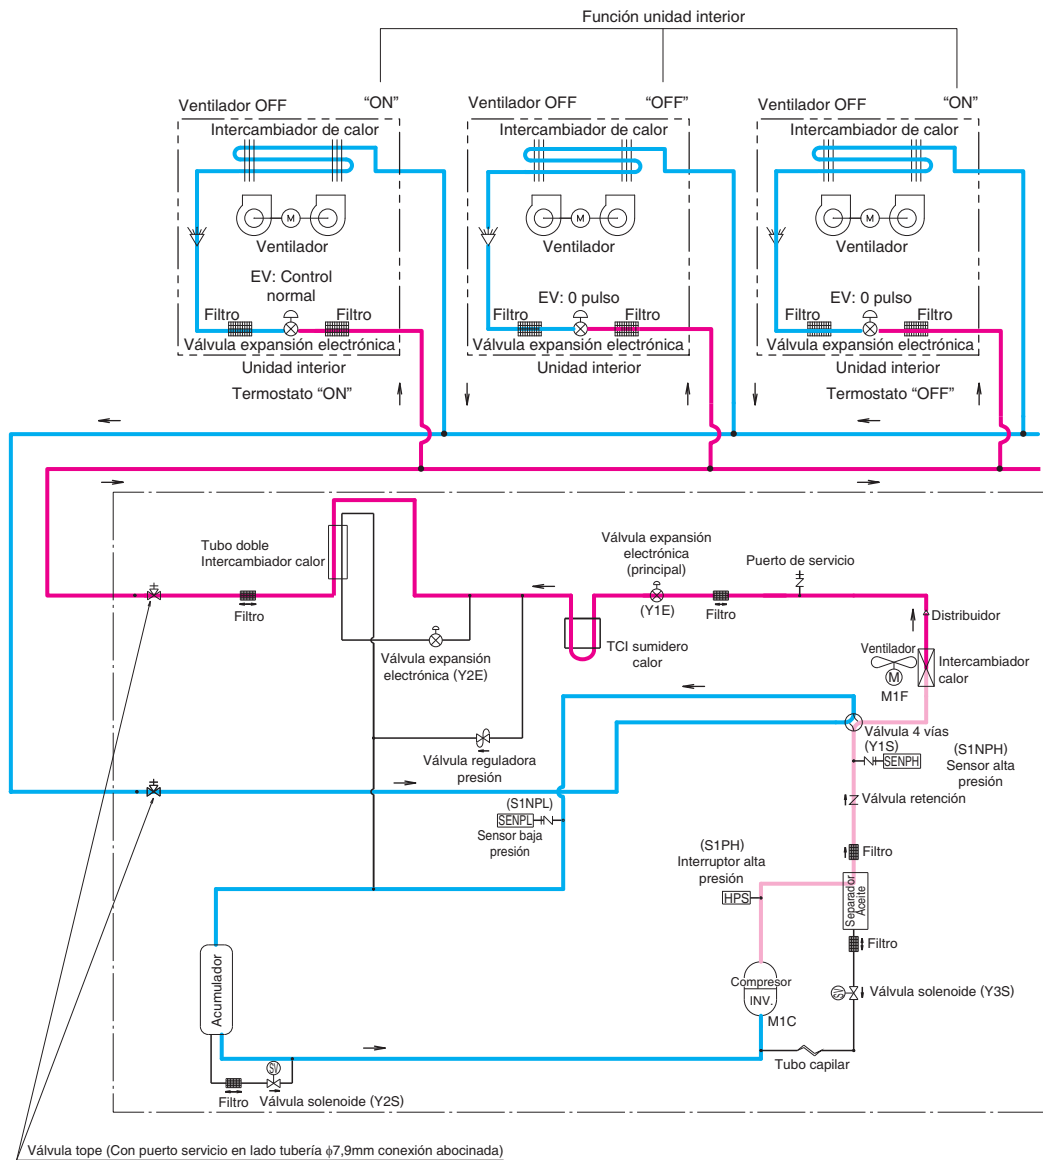 Función unidad interior
Ventilador OFF
“ON”
Ventilador OFF
“OFF”
Ventilador OFF
“ON”
Intercambiador de calor
Intercambiador de calor
Intercambiador de calor
M
M
M
Ventilador
Ventilador
Ventilador
EV: Control
normal
EV: 0 pulso
EV: 0 pulso
Filtro
Filtro
Filtro
Filtro
Filtro
Filtro
Válvula expansión electrónica
Válvula expansión electrónica
Válvula expansión electrónica
Unidad interior
Unidad interior
Unidad interior
Termostato “ON”
Termostato “OFF”
Tubo doble
Intercambiador calor
Válvula expansión
electrónica
(principal)
Puerto de servicio
(Y1E)
Filtro
Filtro
Distribuidor
TCI sumidero
calor
Ventilador
Intercambiador
calor
M
M1F
Válvula expansión
electrónica (Y2E)
Válvula 4 vías
(Y1S)
(S1NPH)
Sensor alta
presión
SENPH
Válvula reguladora
presión
Válvula retención
(S1NPL)
SENPL
Sensor baja
presión
(S1PH)
Interruptor alta
presión
HPS
Filtro
Separador
Aceite
Filtro
Acumulador
Compresor
INV.
M1C
SV
Válvula solenoide (Y3S)
Tubo capilar
SV
Filtro
Válvula solenoide (Y2S)
Válvula tope (Con puerto servicio en lado tubería ϕ7,9mm conexión abocinada)